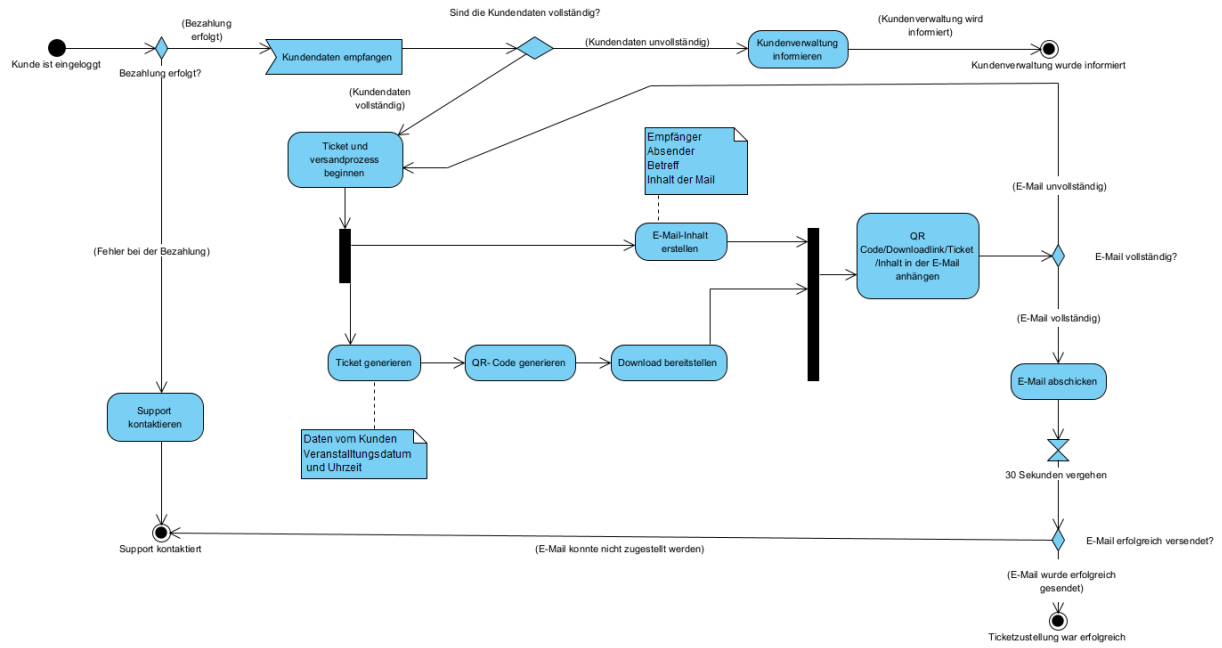 Sind die Kundendaten vollständig?
(Bezahlung
erfolgt)
(Kundenverwaltung wird
informiert)
Kunde ist eingeloggt
Bezahlung erfolgt?
Kundendaten empfangen
(Kundendaten unvollständig)
Kundenverwaltung
informieren
Kundenverwaltung wurde informiert
(Kundendaten
vollständig)
Ticket und
versandprozess
beginnen
Empfänger
Absender
Betreff
Inhalt der Mail
(E-Mail unvollständig)
(Fehler bei der Bezahlung)
E-Mail-Inhalt
erstellen
QR
Code/Downloadlink/Ticket
/Inhalt in der E-Mail
anhängen
E-Mail vollständig?
(E-Mail vollständig)
Ticket generieren
QR- Code generieren
Download bereitstellen
E-Mail abschicken
Support
kontaktieren
Daten vom Kunden
Veranstalltungsdatum
und Uhrzeit
30 Sekunden vergehen
Support kontaktiert
(E-Mail konnte nicht zugestellt werden)
E-Mail erfolgreich versendet?
(E-Mail wurde erfolgreich
gesendet)
Ticketzustellung war erfolgreich